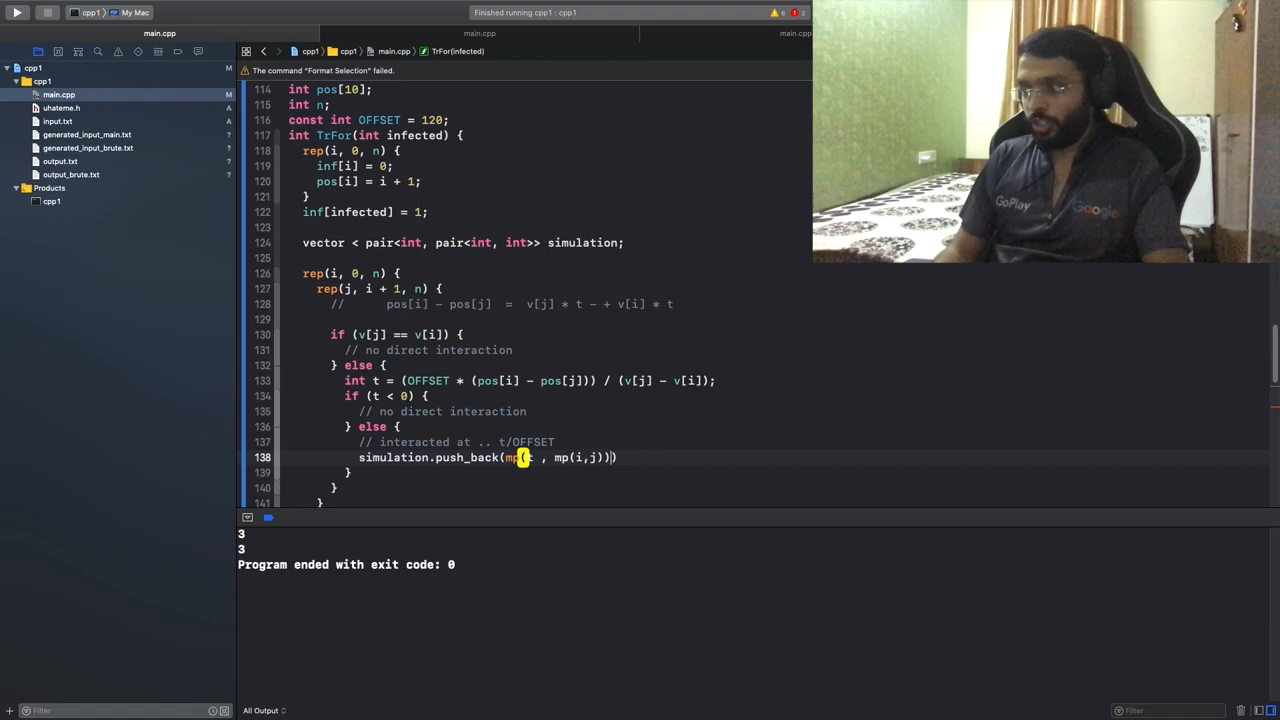 cpp1 〉 My Mac
Finished running cpp1 : cpp1
6
2
main.cpp
main.cpp
main.cpp
cpp1
cpp1
main.cpp
M
uhateme.h
A
input.txt
A
generated_input_main.txt
?
generated_input_brute.txt
?
output.txt
?
output_brute.txt
?
Products
cpp1
cpp1 〉 cpp1 〉 main.cpp 〉 TrFor(infected)
The command “Format Selection” failed.
114 int pos[10];
115 int n;
116 const int OFFSET = 120;
117 int TrFor(int infected) {
118 rep(i, 0, n) {
119 inf[i] = 0;
120 pos[i] = i + 1;
121 }
122 inf[infected] = 1;
123
124 vector < pair<int, pair<int, int>> simulation;
125
126 rep(i, 0, n) {
127 rep(j, i + 1, n) {
128 // pos[i] - pos[j] = v[j] * t - + v[i] * t
129
130 if (v[j] == v[i]) {
131 // no direct interaction
132 } else {
133 int t = (OFFSET * (pos[i] - pos[j])) / (v[j] - v[i]);
134 if (t < 0) {
135 // no direct interaction
136 } else {
137 // interacted at .. t/OFFSET
138 simulation.push_back(mp(t , mp(i,j)))
139 }
140 }
141 }
3
3
Program ended with exit code: 0
GoPlay Google
Filter
All Output
Filter